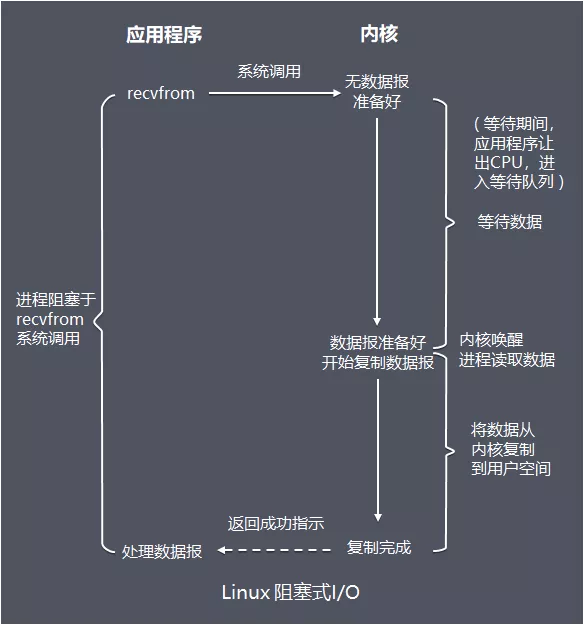 应用程序
内核
系统调用
recvfrom
无数据报
准备好
( 等待期间,
应用程序让
出CPU，进
入等待队列 )
等待数据
进程阻塞于
recvfrom
系统调用
数据报准备好
开始复制数据报
内核唤醒
进程读取数据
将数据从
内核复制
到用户空间
返回成功指示
处理数据报
复制完成
Linux 阻塞式I/O